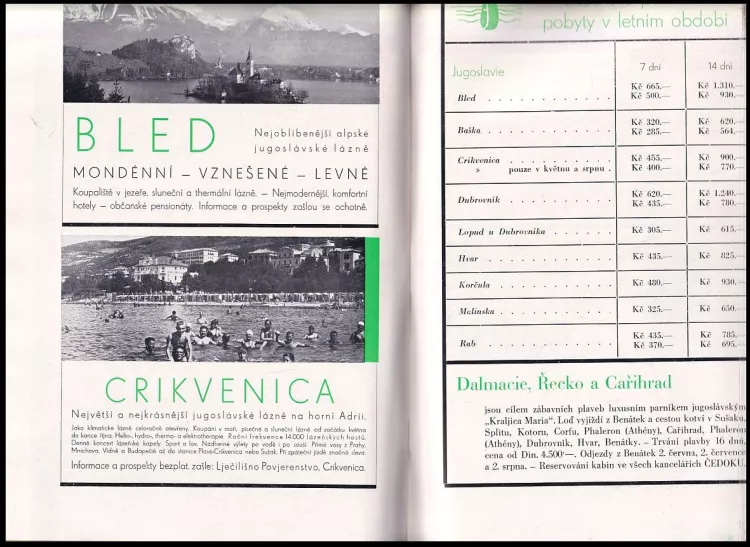 BLED
Nejoblíbenější alpské
jugoslávské lázně
MONDÉNNÍ – VZNEŠENÉ – LEVNÉ
Koupaliště v jezeře, sluneční a thermální lázně. – Nejmodernější, komfortní
hotely – občanské pensionáty. Informace a prospekty zašlou se ochotně.
CRIKVENICA
Největší a nejkrásnější jugoslávské lázně na horní Adrii.
Jako klimatické lázně celoročně otevřeny. Koupání v moři, písečné a sluneční lázně od začátku května
do konce října. Helio-, hydro-, thermo- a elektrotherapie. Roční frekvence 14.000 lázeňských hostů.
Denně koncert lázeňské kapely. Sport a lov. Nádherné výlety po vodě i po souši. Přímé vozy z Prahy,
Mnichova, Vídně a Budapeště až do stanice Plase-Crikvenica nebo Sušak. Při zpáteční jízdě značná sleva.
Informace a prospekty bezplat. zašle: Lječilišno Povjerenstvo, Crikvenica.
pobyty v letním období
Jugoslavie 7 dní 14 dní
Bled Kč 665.— Kč 1.310.—
Kč 500.— Kč 930.—
Baška Kč 320.— Kč 620.—
Kč 285.— Kč 564.—
Crikvenica Kč 455.— Kč 900.—
» pouze v květnu a srpnu . Kč 400.— Kč 770.—
Dubrovník Kč 620.— Kč 1.240.—
Kč 435.— Kč 780.—
Lopud u Dubrovníka Kč 305.— Kč 615.—
Hvar Kč 435.— Kč 825.—
Korčula Kč 480.— Kč 930.—
Malinska Kč 325.— Kč 650.—
Rab Kč 435.— Kč 785.—
Kč 370.— Kč 695.—
Dalmacie, Řecko a Cařihrad
jsou cílem zábavních plaveb luxusním parníkem jugoslávským
„Kraljica Maria". Loď vyjíždí z Benátek a cestou kotví v Sušaku,
Splitu, Kotoru, Corfu, Phaleron (Athény), Cařihrad, Phaleron
(Athény), Dubrovník, Hvar, Benátky. – Trvání plavby 16 dní,
cena od Din. 4.500·—. Odjezdy z Benátek 2. června, 2. července
a 2. srpna. – Reservování kabin ve všech kancelářích ČEDOKU.